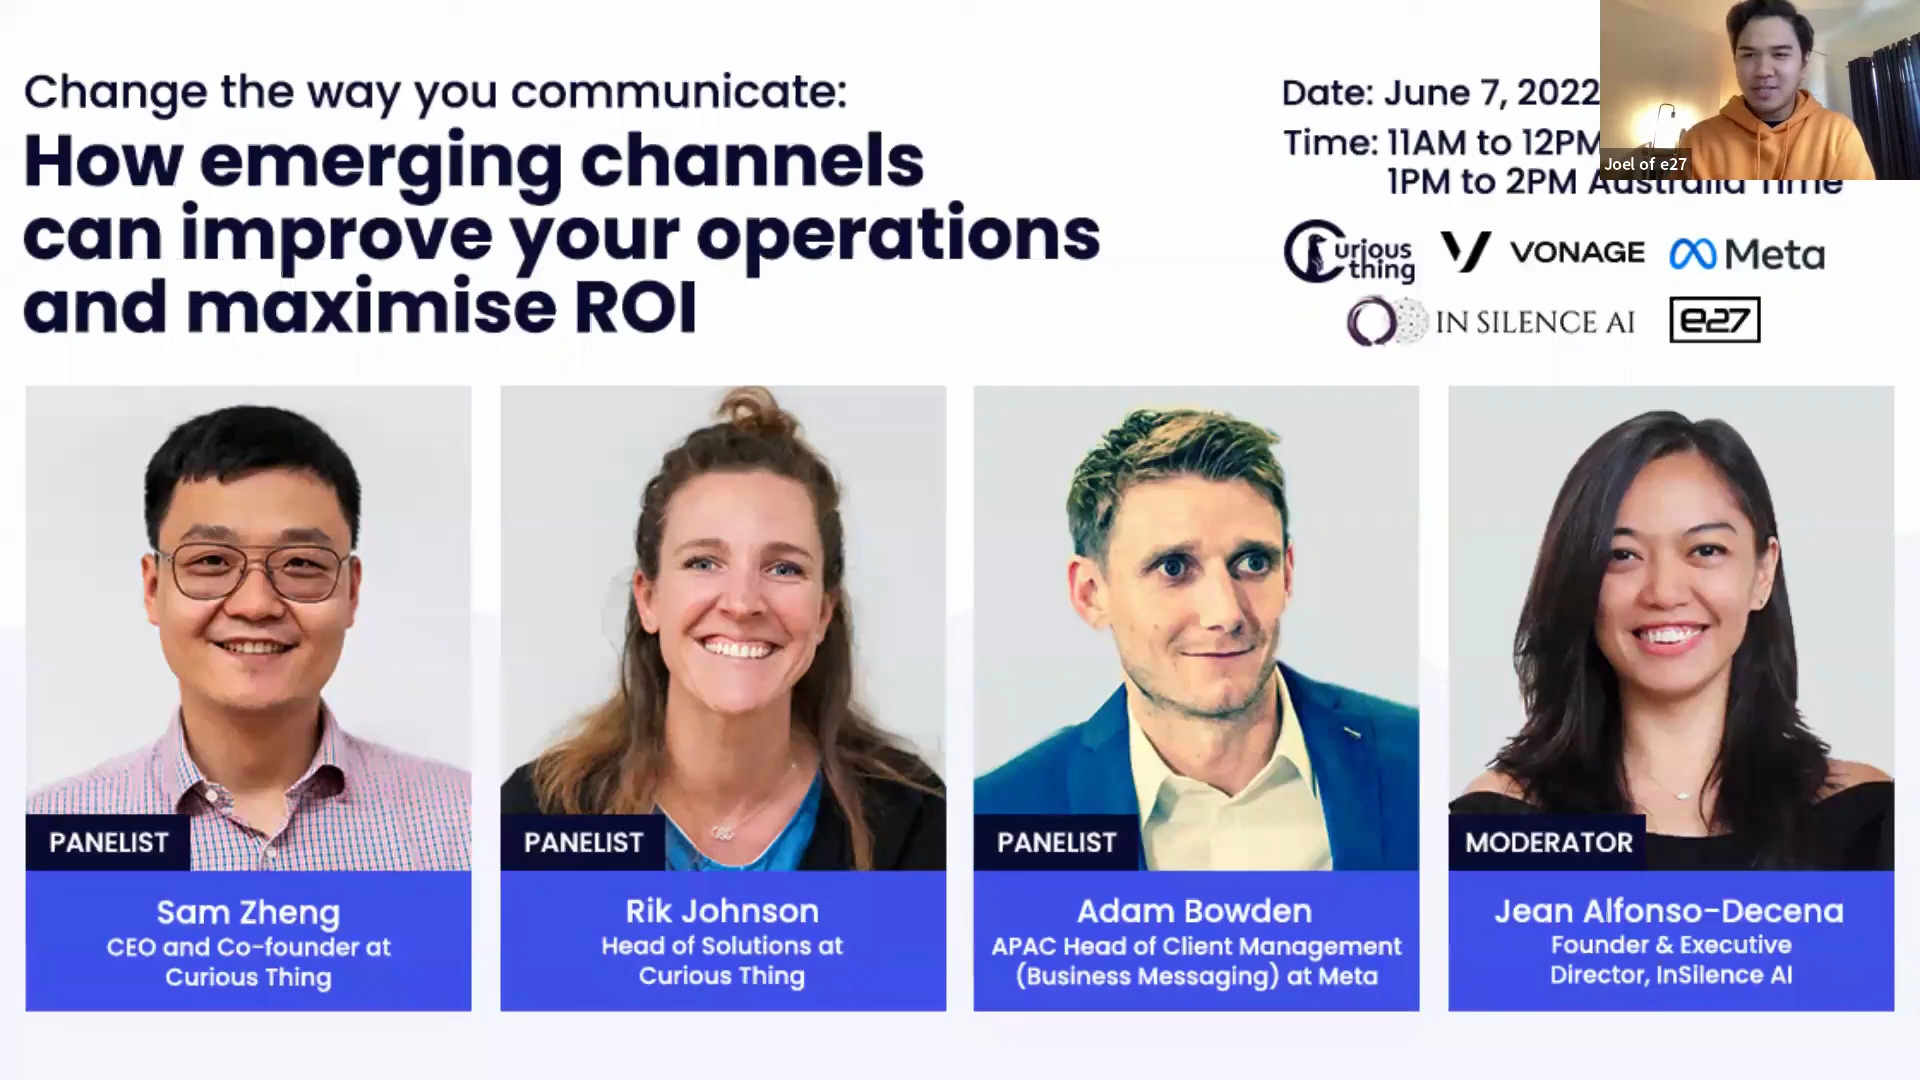 Change the way you communicate:
How emerging channels
can improve your operations
and maximise ROI
Date: June 7, 2022
Time: 11AM to 12PM
1PM to 2PM Australia Time
Joel of e27
Curious
thing
VONAGE
Meta
IN SILENCE AI
e27
PANELIST
Sam Zheng
CEO and Co-founder at
Curious Thing
PANELIST
Rik Johnson
Head of Solutions at
Curious Thing
PANELIST
Adam Bowden
APAC Head of Client Management
(Business Messaging) at Meta
MODERATOR
Jean Alfonso-Decena
Founder & Executive
Director, InSilence AI